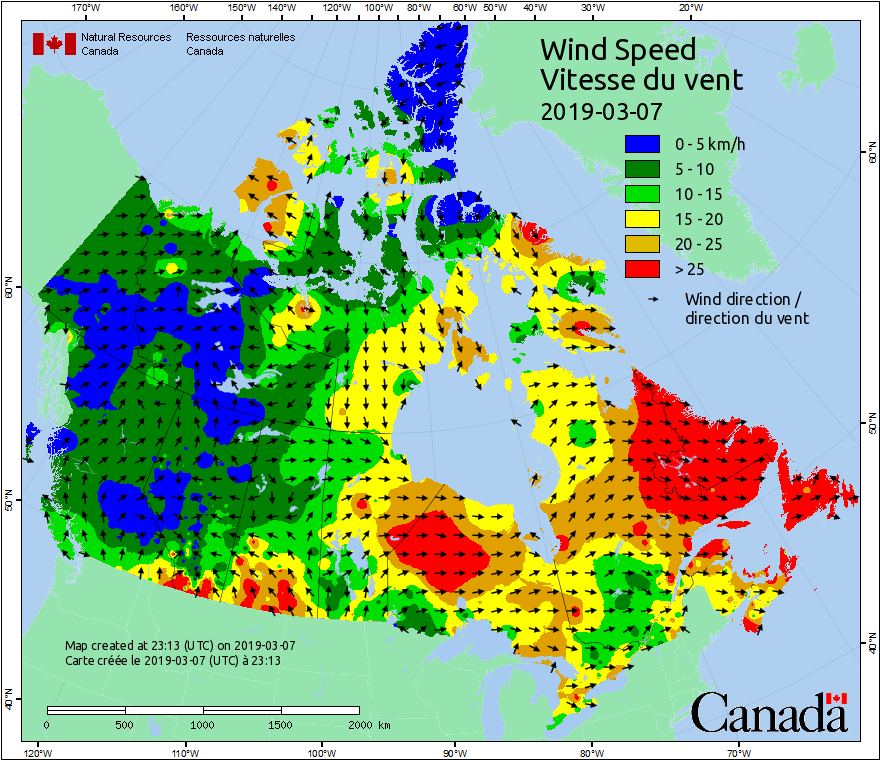 170°W 160°W 150°W 140°W 120°W 100°W 80°W 60°W 50°W 40°W 30°W 20°W
Natural Resources Ressources naturelles
Canada Canada
Wind Speed
Vitesse du vent
2019-03-07
0 - 5 km/h
5 - 10
10 - 15
15 - 20
20 - 25
> 25
Wind direction /
direction du vent
60°N
50°N
40°N
60°N
50°N
40°N
Map created at 23:13 (UTC) on 2019-03-07
Carte créée le 2019-03-07 (UTC) à 23:13
0 500 1000 1500 2000 km
Canada
120°W 110°W 100°W 90°W 80°W 70°W